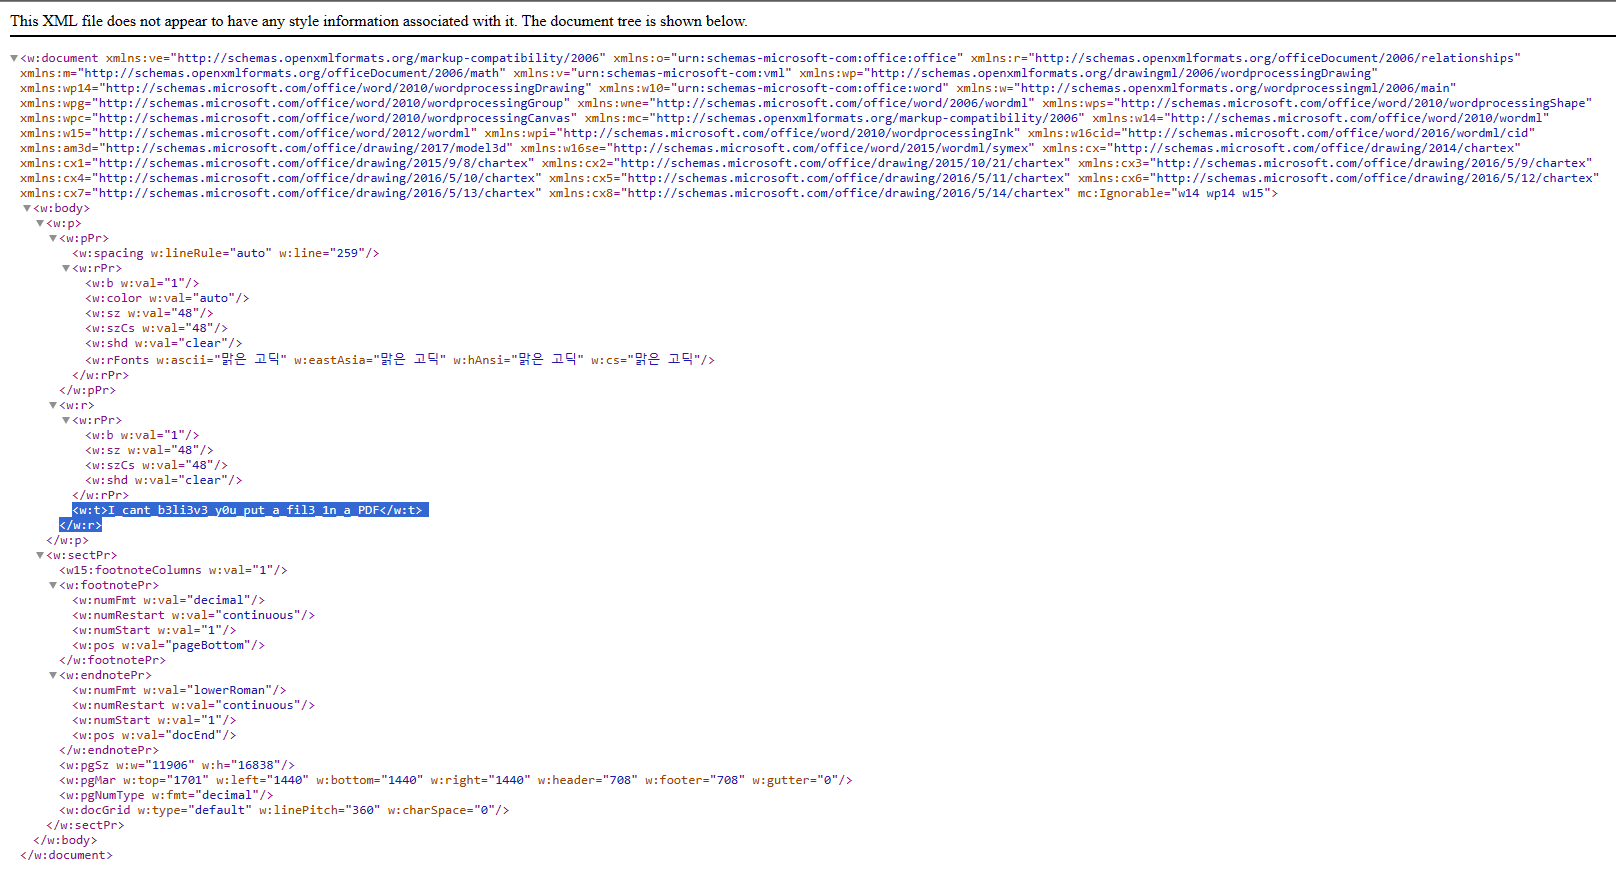 This XML file does not appear to have any style information associated with it. The document tree is shown below.
▼<w:document xmlns:ve="http://schemas.openxmlformats.org/markup-compatibility/2006" xmlns:o="urn:schemas-microsoft-com:office:office" xmlns:r="http://schemas.openxmlformats.org/officeDocument/2006/relationships"
xmlns:m="http://schemas.openxmlformats.org/officeDocument/2006/math" xmlns:v="urn:schemas-microsoft-com:vml" xmlns:wp="http://schemas.openxmlformats.org/drawingml/2006/wordprocessingDrawing"
xmlns:wp14="http://schemas.microsoft.com/office/word/2010/wordprocessingDrawing" xmlns:w10="urn:schemas-microsoft-com:office:word" xmlns:w="http://schemas.openxmlformats.org/wordprocessingml/2006/main"
xmlns:wpg="http://schemas.microsoft.com/office/word/2010/wordprocessingGroup" xmlns:wne="http://schemas.microsoft.com/office/word/2006/wordml" xmlns:wps="http://schemas.microsoft.com/office/word/2010/wordprocessingShape"
xmlns:wpc="http://schemas.microsoft.com/office/word/2010/wordprocessingCanvas" xmlns:mc="http://schemas.openxmlformats.org/markup-compatibility/2006" xmlns:w14="http://schemas.microsoft.com/office/word/2010/wordml"
xmlns:w15="http://schemas.microsoft.com/office/word/2012/wordml" xmlns:wpi="http://schemas.microsoft.com/office/word/2010/wordprocessingInk" xmlns:w16cid="http://schemas.microsoft.com/office/word/2016/wordml/cid"
xmlns:am3d="http://schemas.microsoft.com/office/drawing/2017/model3d" xmlns:w16se="http://schemas.microsoft.com/office/word/2015/wordml/symex" xmlns:cx="http://schemas.microsoft.com/office/drawing/2014/chartex"
xmlns:cx1="http://schemas.microsoft.com/office/drawing/2015/9/8/chartex" xmlns:cx2="http://schemas.microsoft.com/office/drawing/2015/10/21/chartex" xmlns:cx3="http://schemas.microsoft.com/office/drawing/2016/5/9/chartex"
xmlns:cx4="http://schemas.microsoft.com/office/drawing/2016/5/10/chartex" xmlns:cx5="http://schemas.microsoft.com/office/drawing/2016/5/11/chartex" xmlns:cx6="http://schemas.microsoft.com/office/drawing/2016/5/12/chartex"
xmlns:cx7="http://schemas.microsoft.com/office/drawing/2016/5/13/chartex" xmlns:cx8="http://schemas.microsoft.com/office/drawing/2016/5/14/chartex" mc:Ignorable="w14 wp14 w15">
▼<w:body>
▼<w:p>
▼<w:pPr>
<w:spacing w:lineRule="auto" w:line="259"/>
▼<w:rPr>
<w:b w:val="1"/>
<w:color w:val="auto"/>
<w:sz w:val="48"/>
<w:szCs w:val="48"/>
<w:shd w:val="clear"/>
<w:rFonts w:ascii="맑은 고딕" w:eastAsia="맑은 고딕" w:hAnsi="맑은 고딕" w:cs="맑은 고딕"/>
</w:rPr>
</w:pPr>
▼<w:r>
▼<w:rPr>
<w:b w:val="1"/>
<w:sz w:val="48"/>
<w:szCs w:val="48"/>
<w:shd w:val="clear"/>
</w:rPr>
<w:t>I_cant_b3li3v3_y0u_put_a_fil3_1n_a_PDF</w:t>
</w:r>
</w:p>
▼<w:sectPr>
<w15:footnoteColumns w:val="1"/>
▼<w:footnotePr>
<w:numFmt w:val="decimal"/>
<w:numRestart w:val="continuous"/>
<w:numStart w:val="1"/>
<w:pos w:val="pageBottom"/>
</w:footnotePr>
▼<w:endnotePr>
<w:numFmt w:val="lowerRoman"/>
<w:numRestart w:val="continuous"/>
<w:numStart w:val="1"/>
<w:pos w:val="docEnd"/>
</w:endnotePr>
<w:pgSz w:w="11906" w:h="16838"/>
<w:pgMar w:top="1701" w:left="1440" w:bottom="1440" w:right="1440" w:header="708" w:footer="708" w:gutter="0"/>
<w:pgNumType w:fmt="decimal"/>
<w:docGrid w:type="default" w:linePitch="360" w:charSpace="0"/>
</w:sectPr>
</w:body>
</w:document>